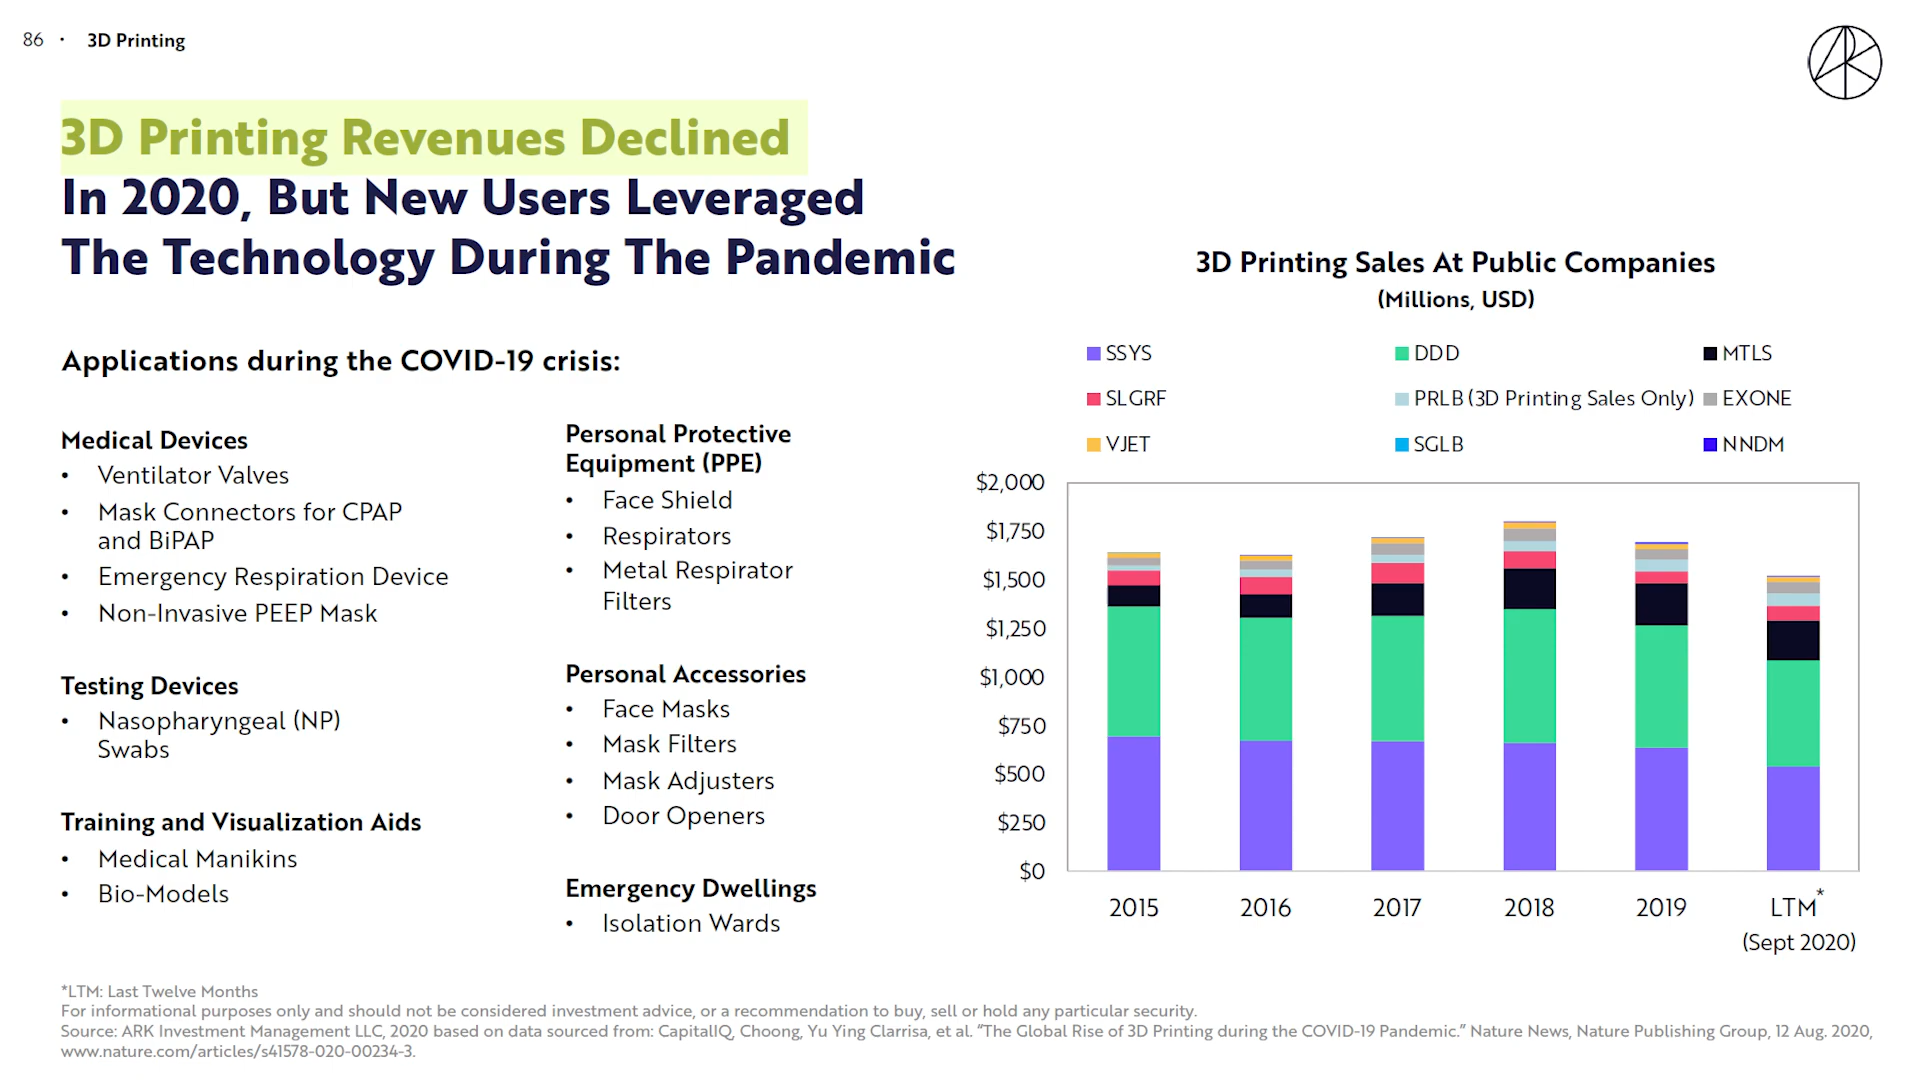 86 • 3D Printing
3D Printing Revenues Declined
In 2020, But New Users Leveraged
The Technology During The Pandemic
Applications during the COVID-19 crisis:
Medical Devices
• Ventilator Valves
• Mask Connectors for CPAP
and BiPAP
• Emergency Respiration Device
• Non-Invasive PEEP Mask
Testing Devices
• Nasopharyngeal (NP)
Swabs
Training and Visualization Aids
• Medical Manikins
• Bio-Models
Personal Protective
Equipment (PPE)
• Face Shield
• Respirators
• Metal Respirator
Filters
Personal Accessories
• Face Masks
• Mask Filters
• Mask Adjusters
• Door Openers
Emergency Dwellings
• Isolation Wards
3D Printing Sales At Public Companies
(Millions, USD)
SSYS DDD MTLS
SLGRF PRLB (3D Printing Sales Only) EXONE
VJET SGLB NNDM
$2,000
$1,750
$1,500
$1,250
$1,000
$750
$500
$250
$0
2015 2016 2017 2018 2019 LTM*
(Sept 2020)
*LTM: Last Twelve Months
For informational purposes only and should not be considered investment advice, or a recommendation to buy, sell or hold any particular security.
Source: ARK Investment Management LLC, 2020 based on data sourced from: CapitalIQ, Choong, Yu Ying Clarrisa, et al. “The Global Rise of 3D Printing during the COVID-19 Pandemic.” Nature News, Nature Publishing Group, 12 Aug. 2020,
www.nature.com/articles/s41578-020-00234-3.